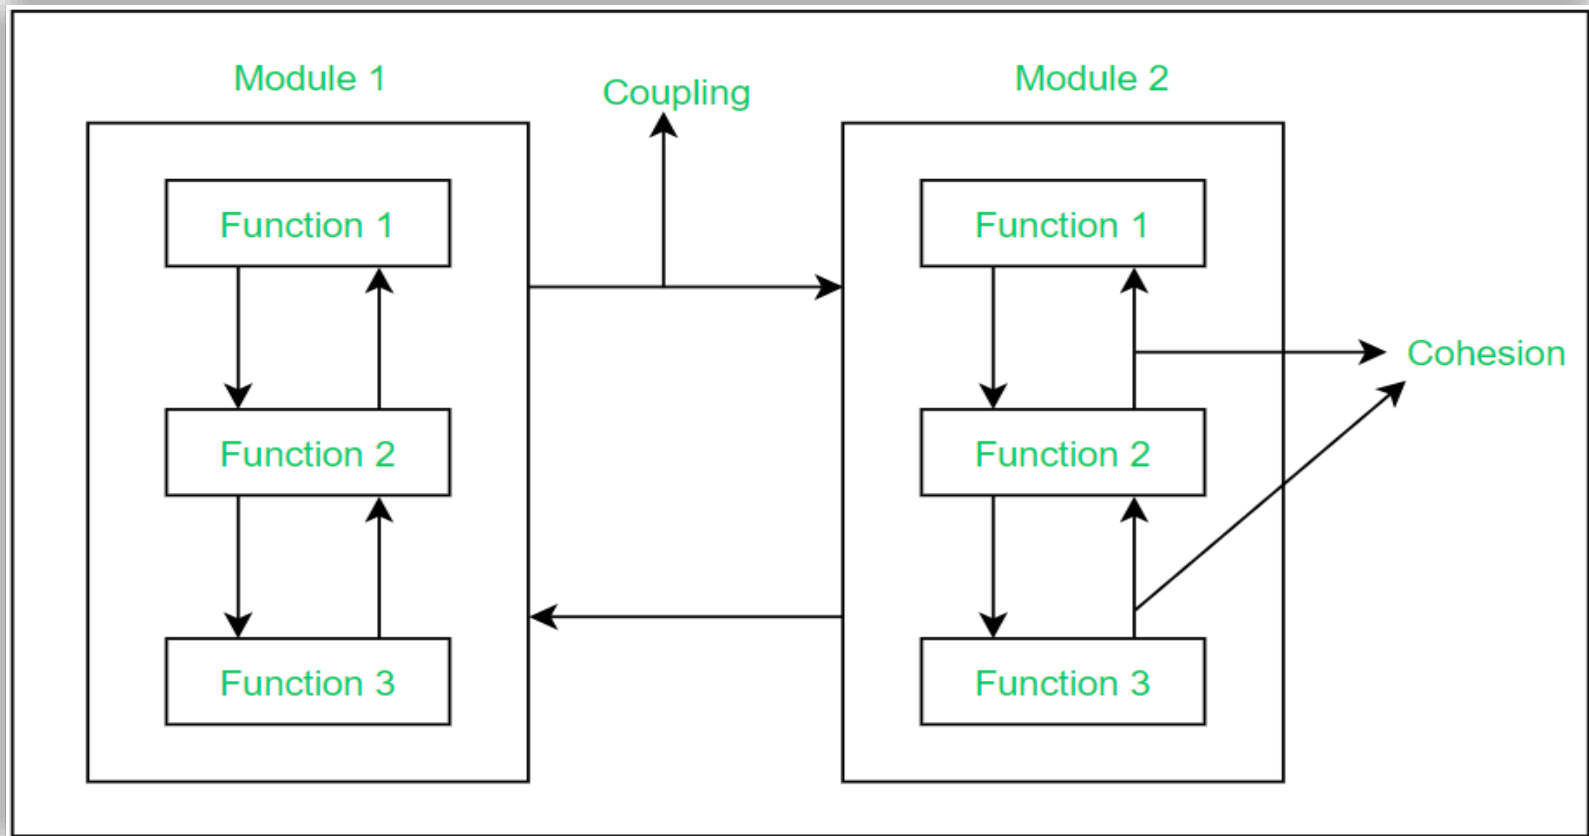 Module 1
Coupling
Module 2
Function 1
Function 1
Cohesion
Function 2
Function 2
Function 3
Function 3